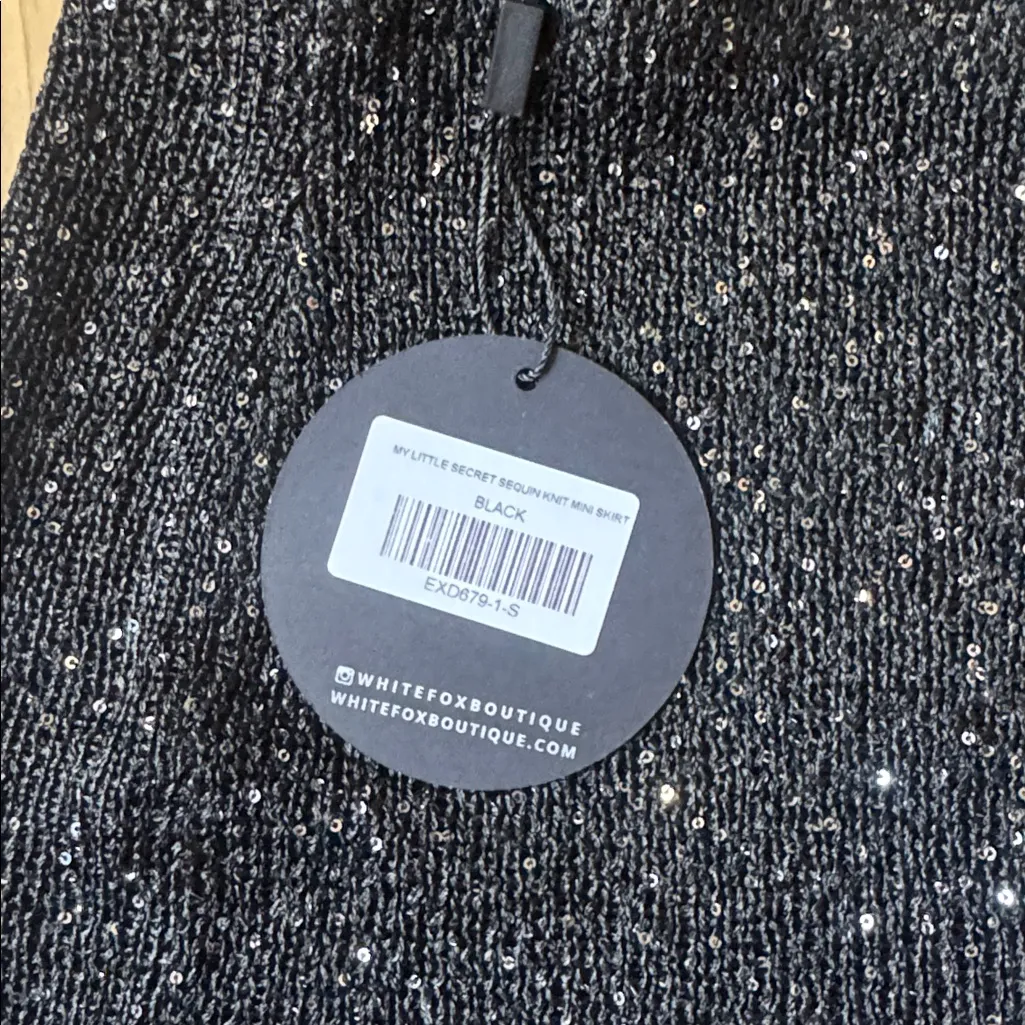 MY LITTLE SECRET SEQUIN KNIT MINI SKIRT
BLACK
EXD679-1-S
WHITEFOXBOUTIQUE
WHITEFOXBOUTIQUE.COM